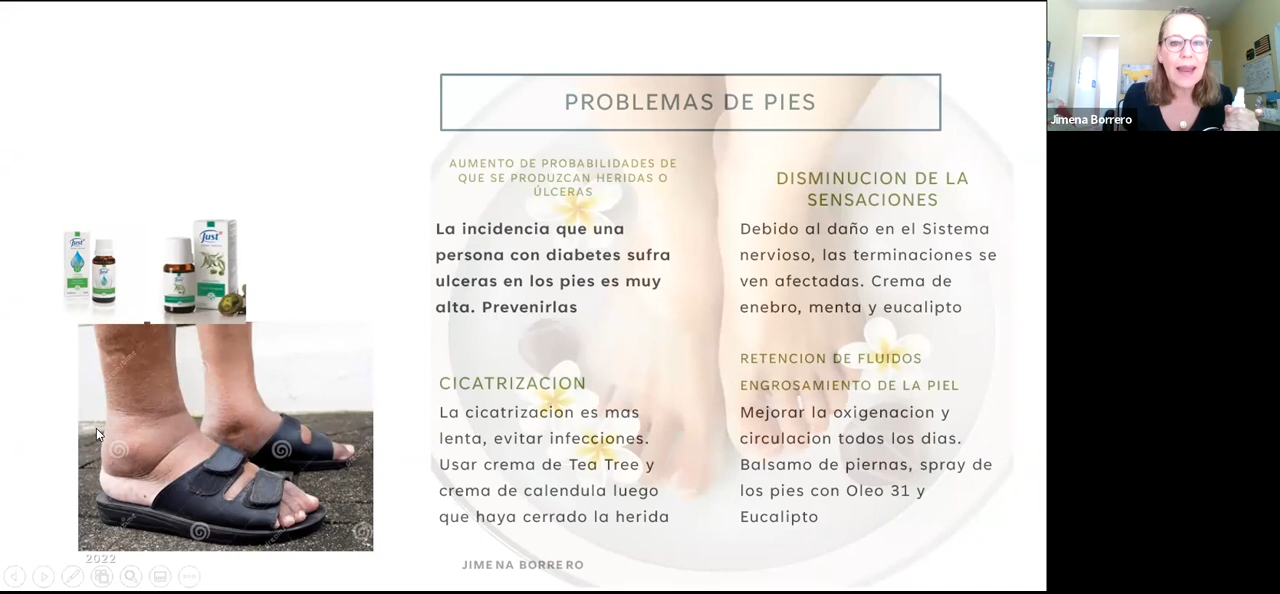 PROBLEMAS DE PIES
AUMENTO DE PROBABILIDADES DE
QUE SE PRODUZCAN HERIDAS O
ÚLCERAS
La incidencia que una
persona con diabetes sufra
ulceras en los pies es muy
alta. Prevenirlas
CICATRIZACION
La cicatrizacion es mas
lenta, evitar infecciones.
Usar crema de Tea Tree y
crema de calendula luego
que haya cerrado la herida
DISMINUCION DE LA
SENSACIONES
Debido al daño en el Sistema
nervioso, las terminaciones se
ven afectadas. Crema de
enebro, menta y eucalipto
RETENCION DE FLUIDOS
ENGROSAMIENTO DE LA PIEL
Mejorar la oxigenacion y
circulacion todos los dias.
Balsamo de piernas, spray de
los pies con Oleo 31 y
Eucalipto
JIMENA BORRERO
2022
Just
Just
Jimena Borrero